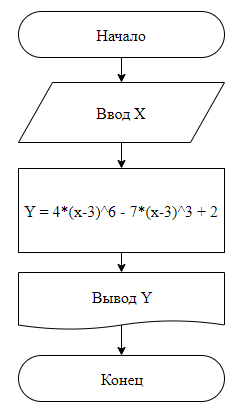 Начало
Ввод X
Y = 4*(x-3)^6 - 7*(x-3)^3 + 2
Вывод Y
Конец